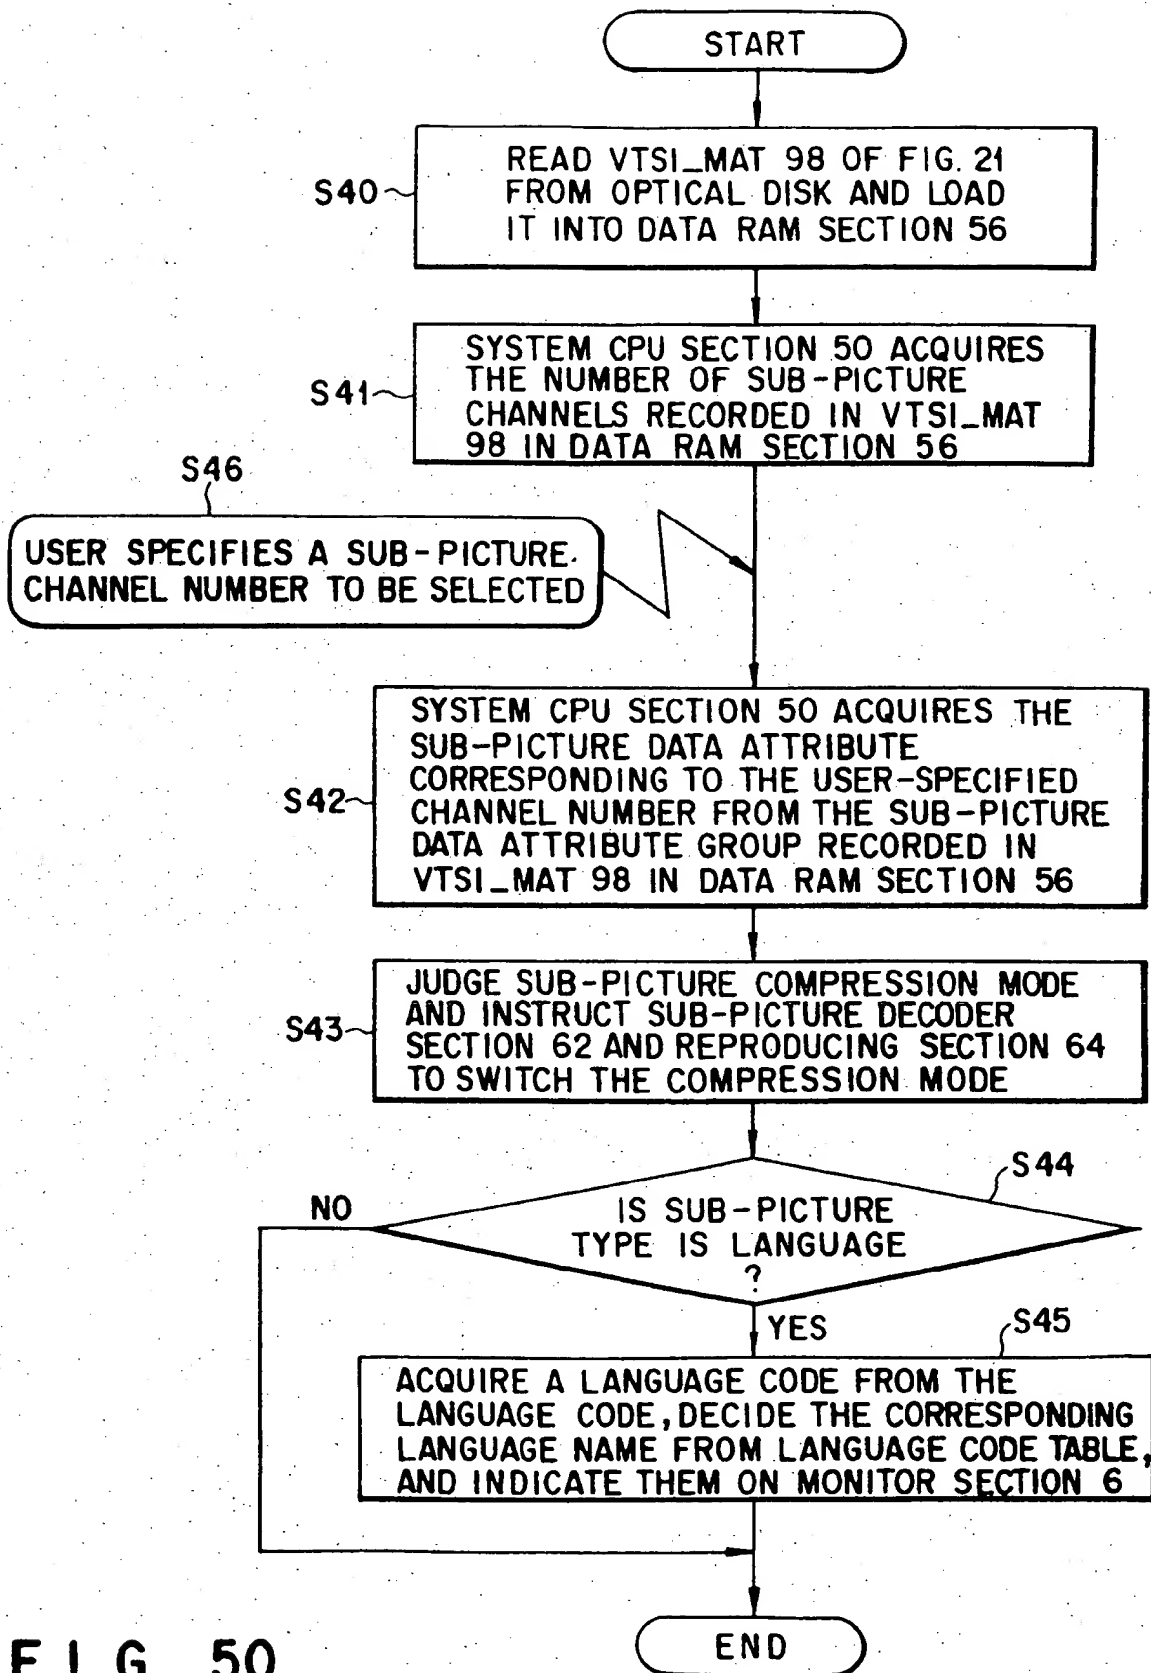 START
S40
READ VTSI_MAT 98 OF FIG. 21
FROM OPTICAL DISK AND LOAD
IT INTO DATA RAM SECTION 56
S41
SYSTEM CPU SECTION 50 ACQUIRES
THE NUMBER OF SUB-PICTURE
CHANNELS RECORDED IN VTSI_MAT
98 IN DATA RAM SECTION 56
S46
USER SPECIFIES A SUB-PICTURE
CHANNEL NUMBER TO BE SELECTED
S42
SYSTEM CPU SECTION 50 ACQUIRES THE
SUB-PICTURE DATA ATTRIBUTE
CORRESPONDING TO THE USER-SPECIFIED
CHANNEL NUMBER FROM THE SUB-PICTURE
DATA ATTRIBUTE GROUP RECORDED IN
VTSI_MAT 98 IN DATA RAM SECTION 56
S43
JUDGE SUB-PICTURE COMPRESSION MODE
AND INSTRUCT SUB-PICTURE DECODER
SECTION 62 AND REPRODUCING SECTION 64
TO SWITCH THE COMPRESSION MODE
S44
NO
IS SUB-PICTURE
TYPE IS LANGUAGE
?
YES
S45
ACQUIRE A LANGUAGE CODE FROM THE
LANGUAGE CODE, DECIDE THE CORRESPONDING
LANGUAGE NAME FROM LANGUAGE CODE TABLE,
AND INDICATE THEM ON MONITOR SECTION 6
END
FIG. 50